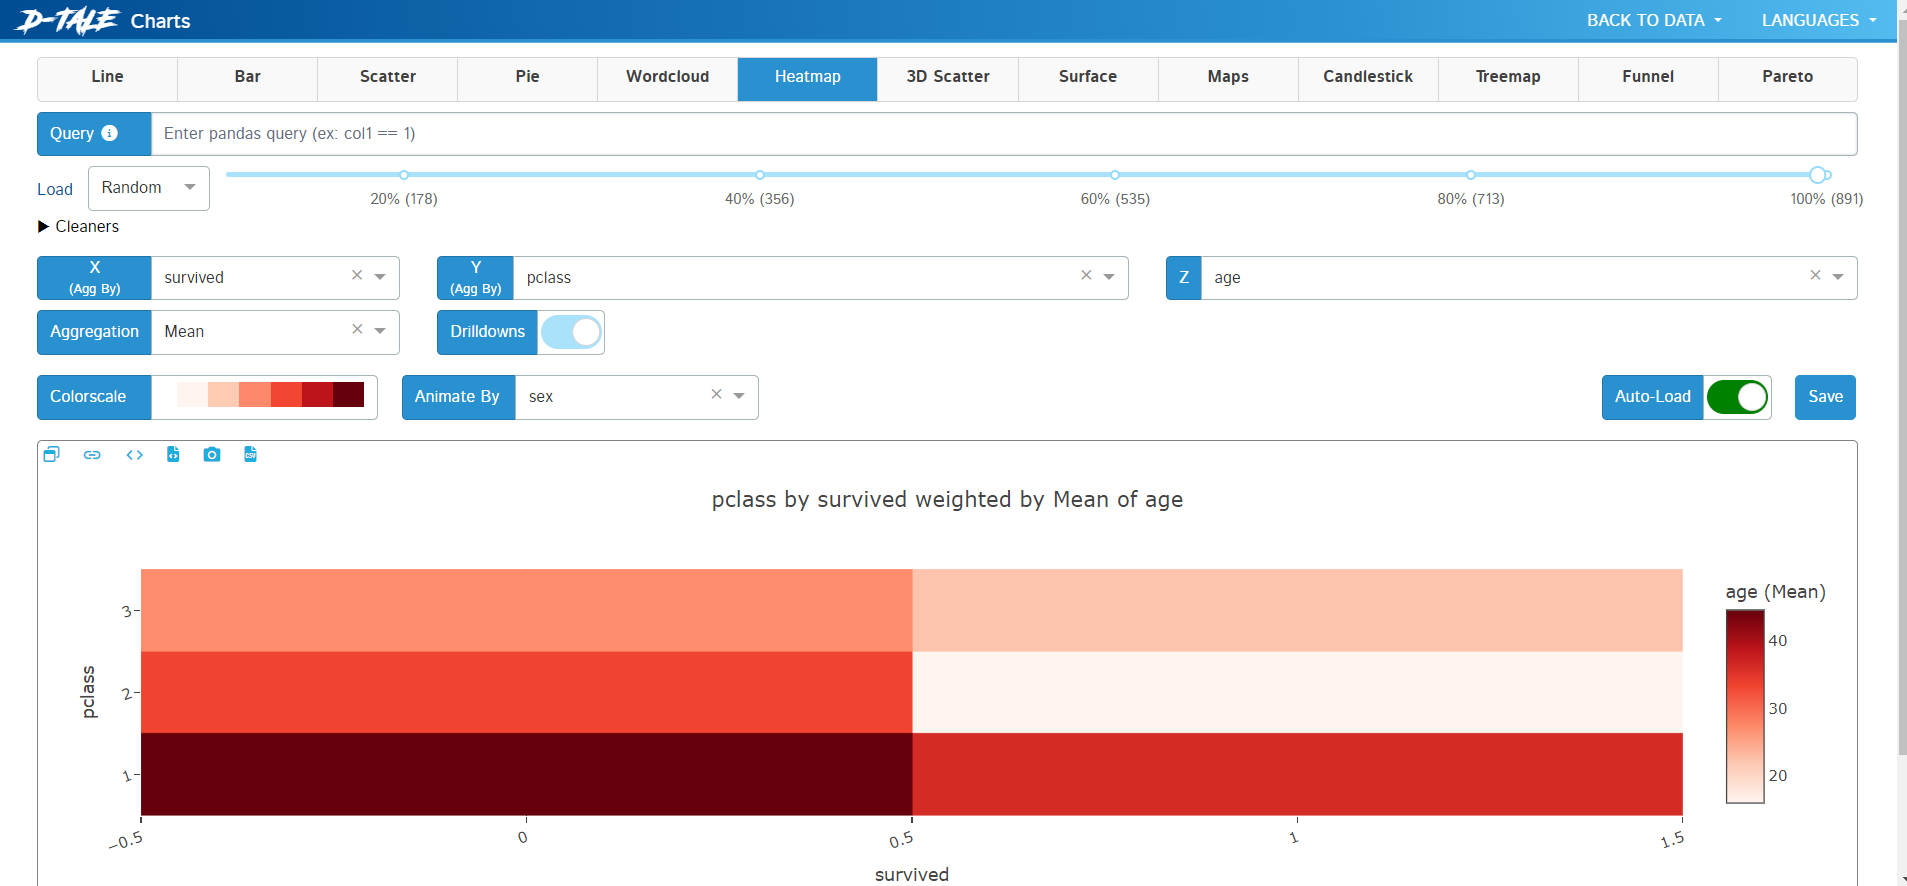 D-TALE Charts BACK TO DATA LANGUAGES
Line Bar Scatter Pie Wordcloud Heatmap 3D Scatter Surface Maps Candlestick Treemap Funnel Pareto
Query Enter pandas query (ex: col1 == 1)
Load Random
20% (178) 40% (356) 60% (535) 80% (713) 100% (891)
Cleaners
X
(Agg By)
survived
Y
(Agg By)
pclass
Z age
Aggregation Mean Drilldowns
Colorscale Animate By sex Auto-Load Save
CSV
pclass by survived weighted by Mean of age
age (Mean)
40
30
20
pclass
3
2
1
−0.5 0 0.5 1 1.5
survived